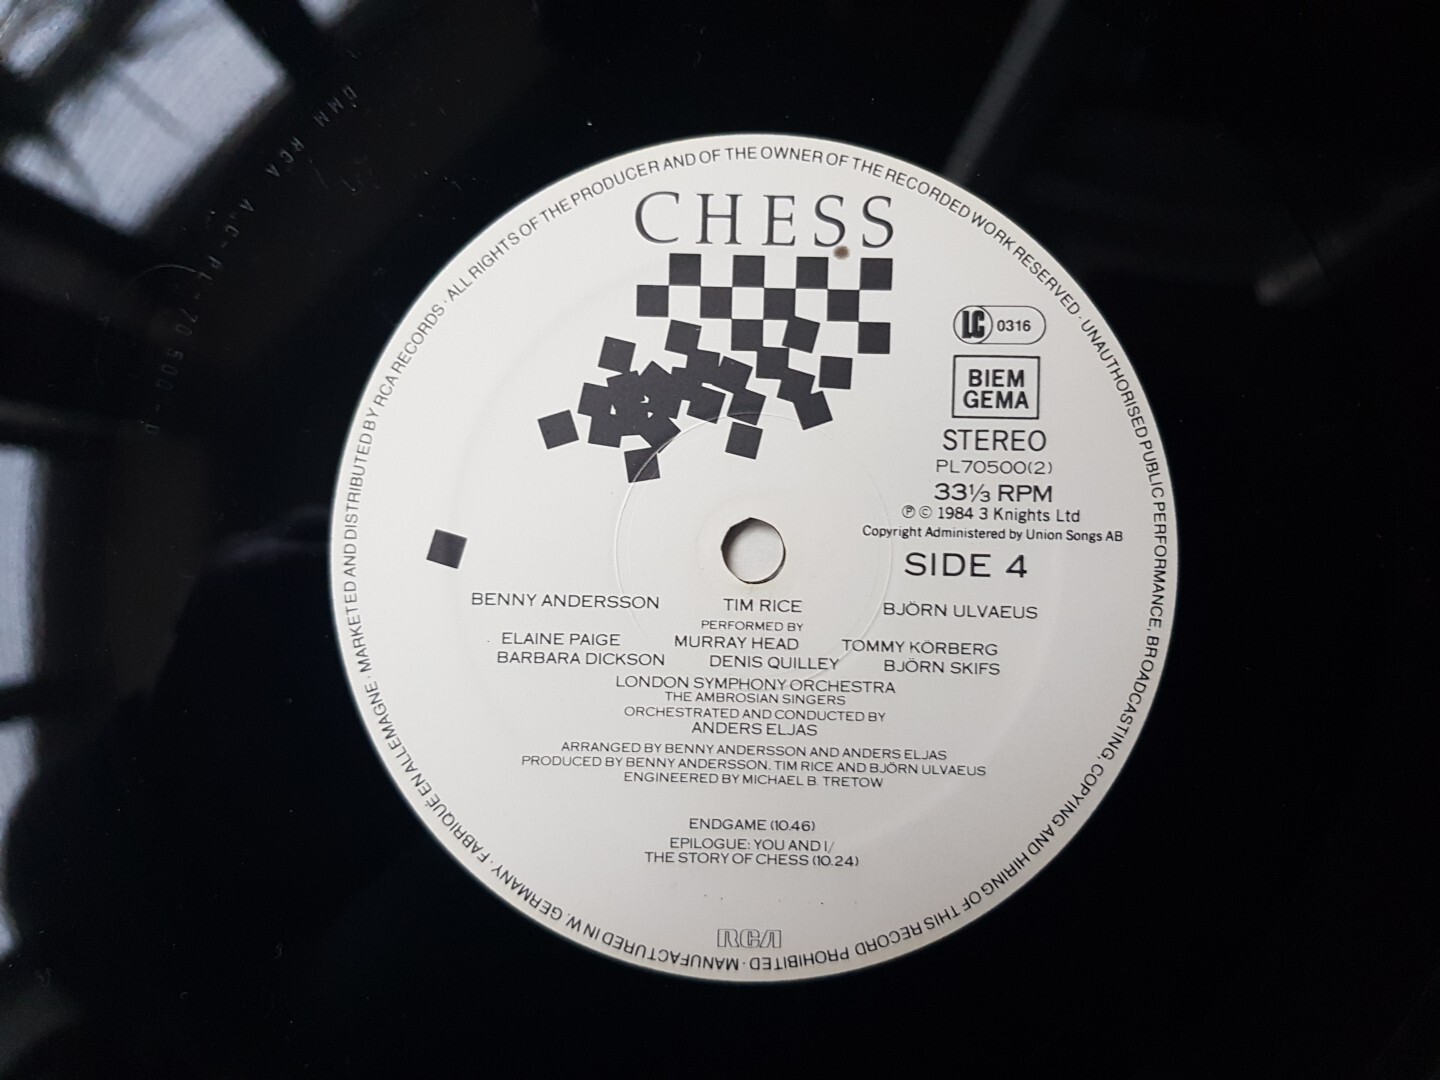 DMM RCA A.C-PL-70 500-D
MARKETED AND DISTRIBUTED BY RCA RECORDS · ALL RIGHTS OF THE PRODUCER AND OF THE OWNER OF THE RECORDED WORK RESERVED · UNAUTHORISED PUBLIC PERFORMANCE, BROADCASTING, COPYING AND HIRING OF THIS RECORD PROHIBITED · MANUFACTURED IN W. GERMANY · FABRIQUÉ EN ALLEMAGNE ·
CHESS
LC 0316
BIEM
GEMA
STEREO
PL70500(2)
33⅓ RPM
℗ © 1984 3 Knights Ltd
Copyright Administered by Union Songs AB
SIDE 4
BENNY ANDERSSON TIM RICE BJÖRN ULVAEUS
PERFORMED BY
ELAINE PAIGE MURRAY HEAD TOMMY KÖRBERG
BARBARA DICKSON DENIS QUILLEY BJÖRN SKIFS
LONDON SYMPHONY ORCHESTRA
THE AMBROSIAN SINGERS
ORCHESTRATED AND CONDUCTED BY
ANDERS ELJAS
ARRANGED BY BENNY ANDERSSON AND ANDERS ELJAS
PRODUCED BY BENNY ANDERSSON, TIM RICE AND BJÖRN ULVAEUS
ENGINEERED BY MICHAEL B. TRETOW
ENDGAME (10.46)
EPILOGUE: YOU AND I/
THE STORY OF CHESS (10.24)
RCA